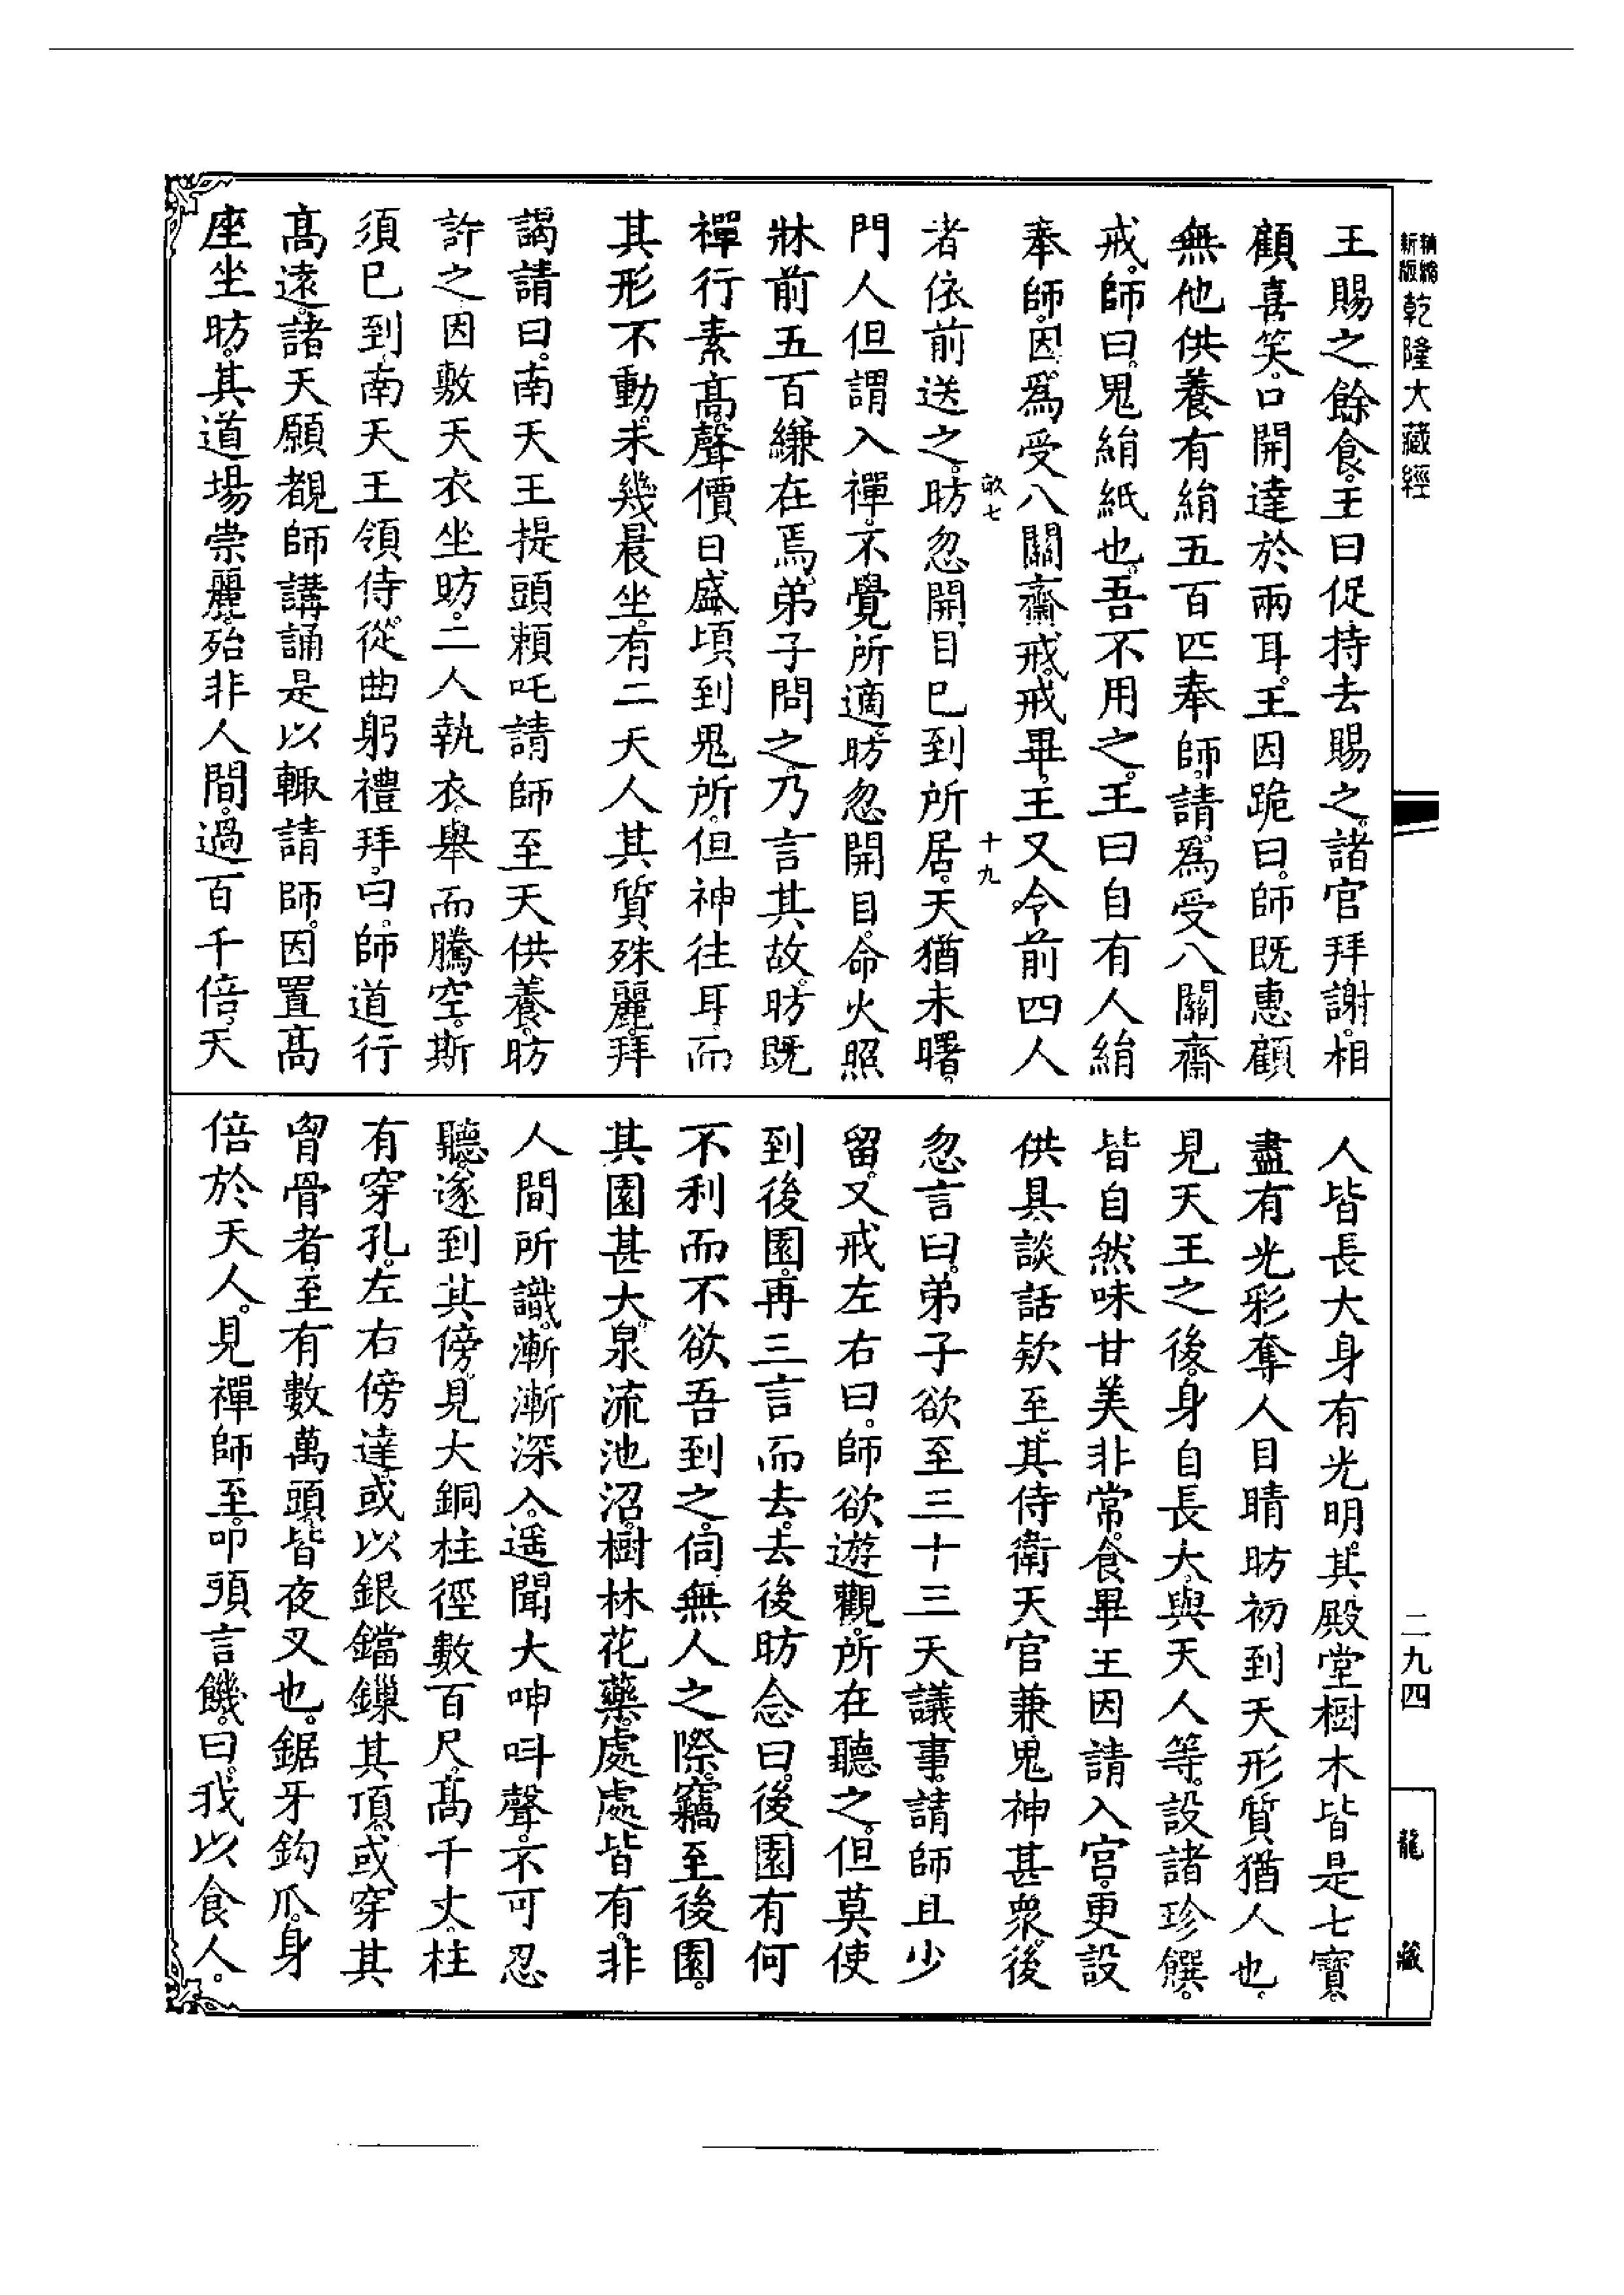 精縮新版乾隆大藏經
王賜之餘食。王曰促持去賜之。諸官拜謝。相
顧喜笑。口開達於兩耳。王因跪曰。師既惠顧
無他供養有絹五百匹奉師。請爲受八關齋
戒。師曰。鬼絹紙也。吾不用之。王曰自有人絹
奉師。因爲受八關齋戒。戒畢。王又令前四人
者依前送之。昉忽開目巳到所居。天猶未曙。
門人但謂入禪。不覺所適。昉忽開目。命火照
牀前五百縑在焉。弟子問之。乃言其故。昉既
禪行素高。聲價日盛。頃到鬼所。但神往耳。而
其形不動。未幾晨坐。有二天人其質殊麗。拜
謁請曰。南天王提頭賴吒請師至天供養。昉
許之。因敷天衣坐昉。二人執衣。舉而騰空。斯
須巳到南天王領侍從。曲躬禮拜。曰。師道行
高遠。諸天願覩師講誦是以輙請師。因置高
座坐昉。其道場崇麗。殆非人間。過百千倍。天
人皆長大身有光明。其殿堂樹木皆是七寶。
盡有光彩奪人目睛昉初到天形質猶人也。
見天王之後。身自長大。與天人等。設諸珍饌。
皆自然味甘美非常。食畢王因請入宮。更設
供具談話欵至。其侍衛天官兼鬼神甚衆。後
忽言曰。弟子欲至三十三天議事。請師且少
留。又戒左右曰。師欲遊觀。所在聽之。但莫使
到後園。再三言而去。去後昉念曰。後園有何
不利而不欲吾到之。伺無人之際。竊至後園。
其園甚大。泉流池沼。樹林花藥。處處皆有。非
人間所識。漸漸深入。遥聞大呻呌聲。不可忍
聽。遂到其傍。見大銅柱徑數百尺。高千丈。柱
有穿孔。左右傍達。或以銀鐺鏁其頂。或穿其
胷骨者。至有數萬頭。皆夜叉也。鋸牙鈎爪。身
倍於天人。見禪師至。叩頭言饑。曰。我以食人。
十九
二九四
龍藏